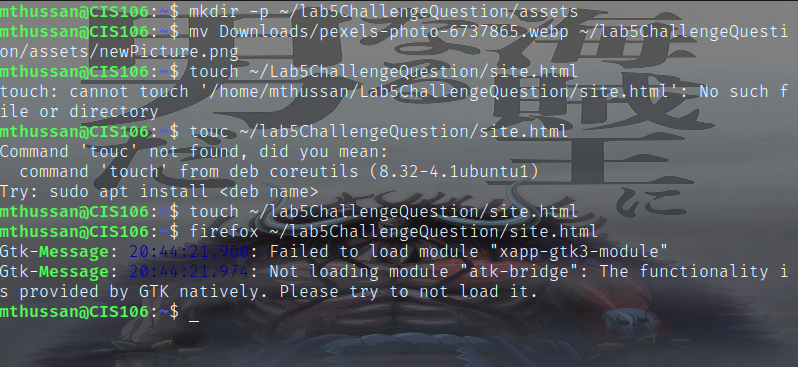 mthussan@CIS106:~$ mkdir -p ~/lab5ChallengeQuestion/assets
mthussan@CIS106:~$ mv Downloads/pexels-photo-6737865.webp ~/lab5ChallengeQuesti
on/assets/newPicture.png
mthussan@CIS106:~$ touch ~/Lab5ChallengeQuestion/site.html
touch: cannot touch '/home/mthussan/Lab5ChallengeQuestion/site.html': No such f
ile or directory
mthussan@CIS106:~$ touc ~/lab5ChallengeQuestion/site.html
Command 'touc' not found, did you mean:
  command 'touch' from deb coreutils (8.32-4.1ubuntu1)
Try: sudo apt install <deb name>
mthussan@CIS106:~$ touch ~/lab5ChallengeQuestion/site.html
mthussan@CIS106:~$ firefox ~/lab5ChallengeQuestion/site.html
Gtk-Message: 20:44:21.960: Failed to load module "xapp-gtk3-module"
Gtk-Message: 20:44:21.974: Not loading module "atk-bridge": The functionality i
s provided by GTK natively. Please try to not load it.
mthussan@CIS106:~$ _